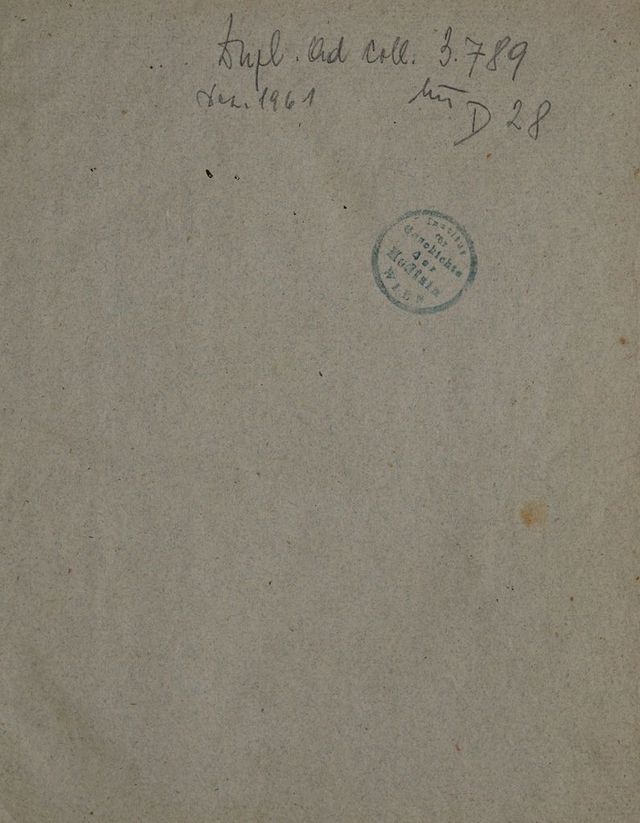 Dupl. ad coll. 3.789
Dez. 1961
D 28
Institut
für
Geschichte
der
Medizin
WIEN